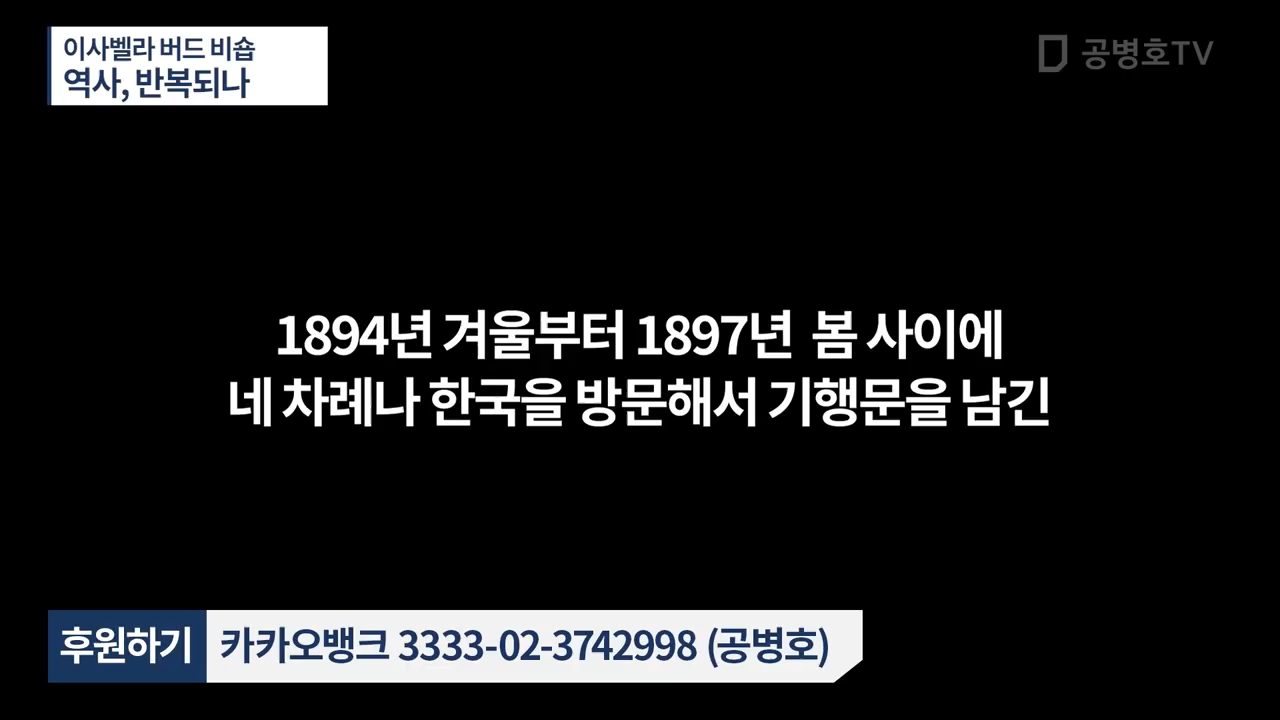 이사벨라 버드 비숍
역사, 반복되나
공병호TV
1894년 겨울부터 1897년 봄 사이에
네 차례나 한국을 방문해서 기행문을 남긴
후원하기 카카오뱅크 3333-02-3742998 (공병호)